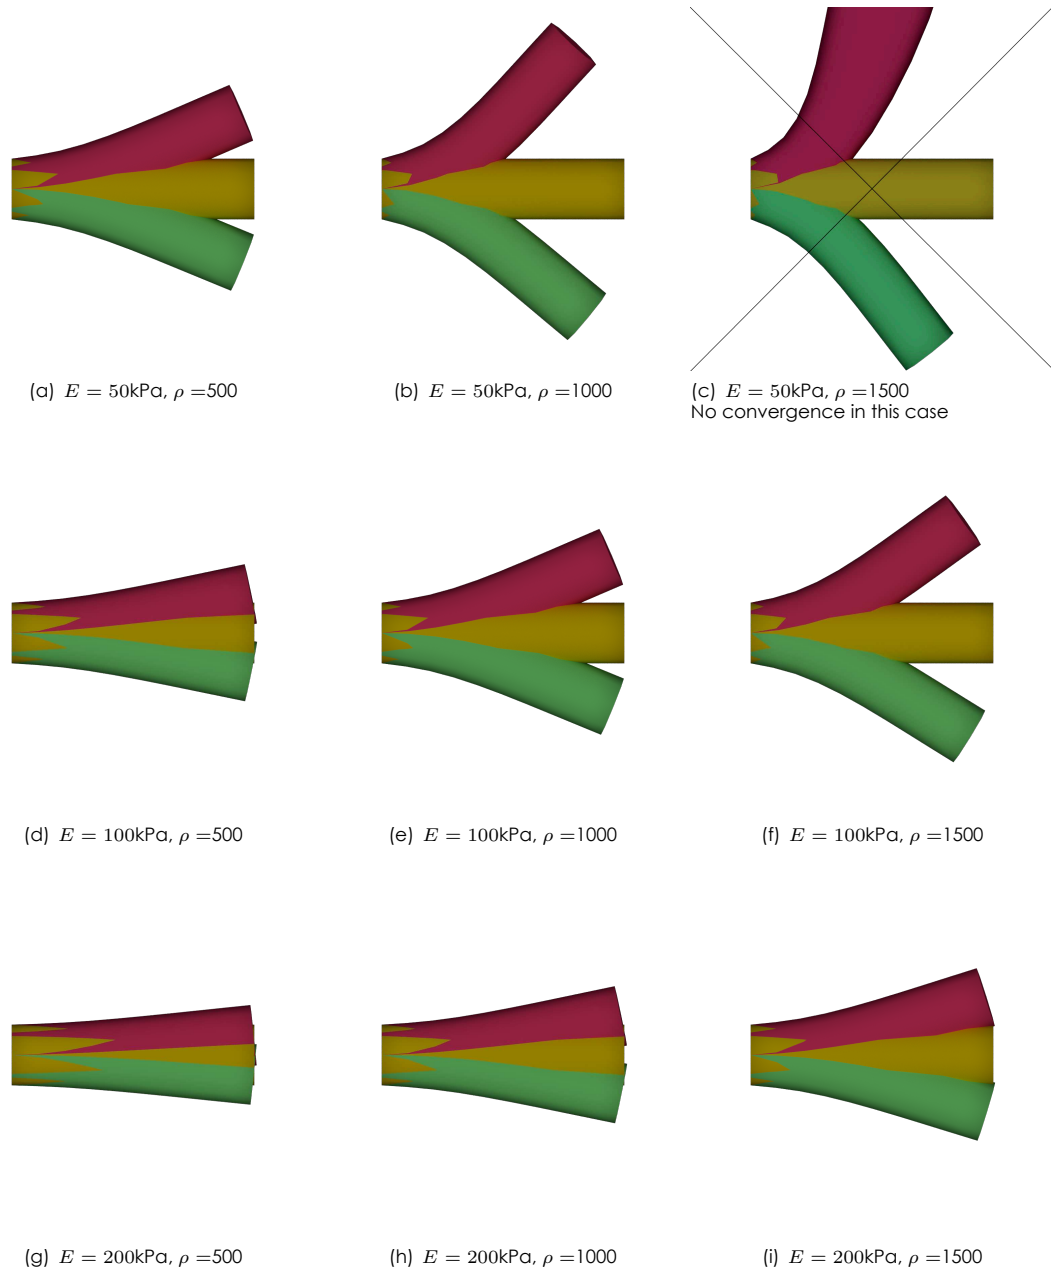 (a) E = 50kPa, ρ =500
(b) E = 50kPa, ρ =1000
(c) E = 50kPa, ρ =1500
No convergence in this case
(d) E = 100kPa, ρ =500
(e) E = 100kPa, ρ =1000
(f) E = 100kPa, ρ =1500
(g) E = 200kPa, ρ =500
(h) E = 200kPa, ρ =1000
(i) E = 200kPa, ρ =1500